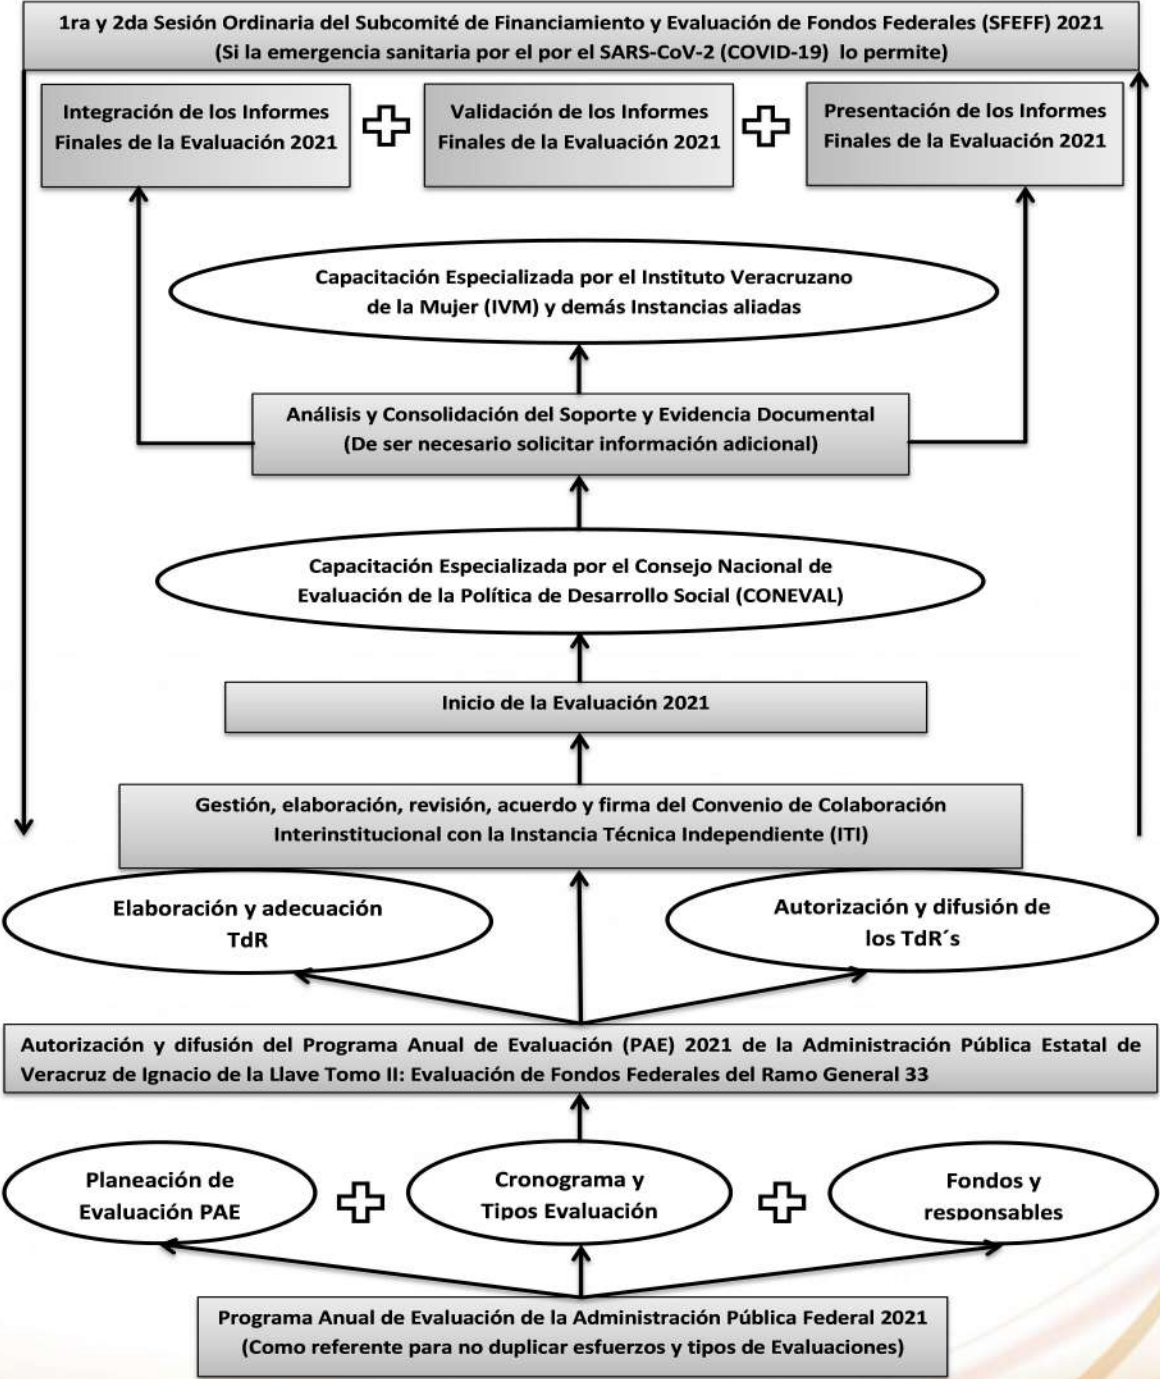 1ra y 2da Sesión Ordinaria del Subcomité de Financiamiento y Evaluación de Fondos Federales (SFEFF) 2021
(Si la emergencia sanitaria por el por el SARS-CoV-2 (COVID-19) lo permite)
Integración de los Informes
Finales de la Evaluación 2021
Validación de los Informes
Finales de la Evaluación 2021
Presentación de los Informes
Finales de la Evaluación 2021
Capacitación Especializada por el Instituto Veracruzano
de la Mujer (IVM) y demás Instancias aliadas
Análisis y Consolidación del Soporte y Evidencia Documental
(De ser necesario solicitar información adicional)
Capacitación Especializada por el Consejo Nacional de
Evaluación de la Política de Desarrollo Social (CONEVAL)
Inicio de la Evaluación 2021
Gestión, elaboración, revisión, acuerdo y firma del Convenio de Colaboración
Interinstitucional con la Instancia Técnica Independiente (ITI)
Elaboración y adecuación
TdR
Autorización y difusión de
los TdR´s
Autorización y difusión del Programa Anual de Evaluación (PAE) 2021 de la Administración Pública Estatal de
Veracruz de Ignacio de la Llave Tomo II: Evaluación de Fondos Federales del Ramo General 33
Planeación de
Evaluación PAE
Cronograma y
Tipos Evaluación
Fondos y
responsables
Programa Anual de Evaluación de la Administración Pública Federal 2021
(Como referente para no duplicar esfuerzos y tipos de Evaluaciones)